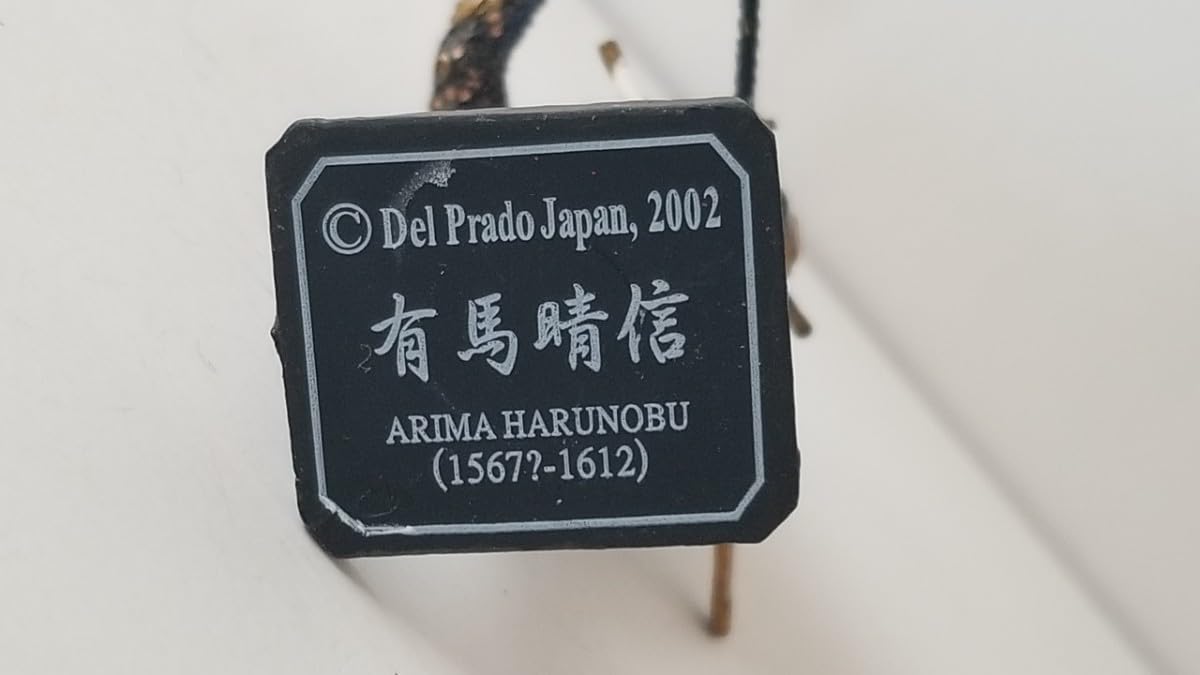 © Del Prado Japan, 2002
有馬晴信
ARIMA HARUNOBU
(1567?-1612)